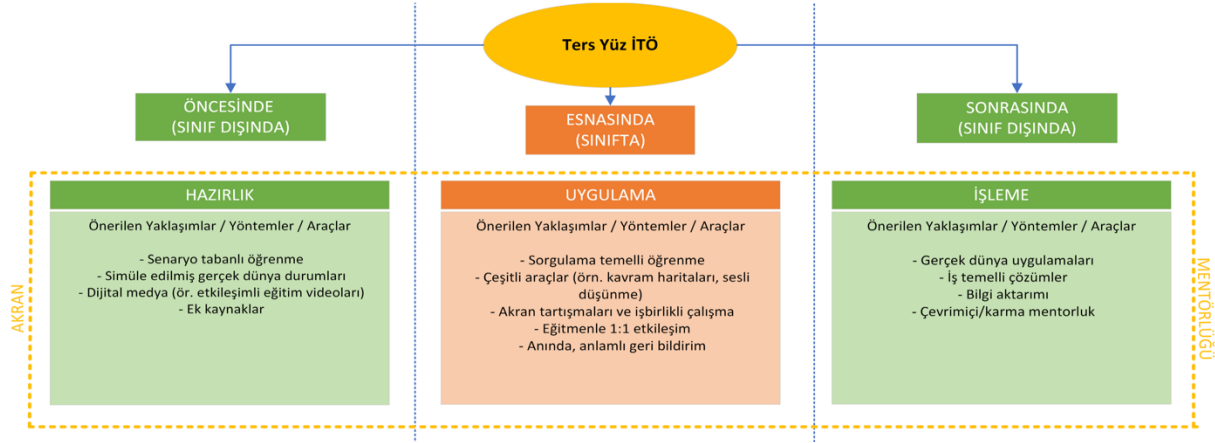 Ters Yüz İTÖ
ÖNCESİNDE
(SINIF DIŞINDA)
ESNASINDA
(SINIFTA)
SONRASINDA
(SINIF DIŞINDA)
AKRAN
HAZIRLIK
Önerilen Yaklaşımlar / Yöntemler / Araçlar
- Senaryo tabanlı öğrenme
- Simüle edilmiş gerçek dünya durumları
- Dijital medya (ör. etkileşimli eğitim videoları)
- Ek kaynaklar
UYGULAMA
Önerilen Yaklaşımlar / Yöntemler / Araçlar
- Sorgulama temelli öğrenme
- Çeşitli araçlar (örn. kavram haritaları, sesli
düşünme)
- Akran tartışmaları ve işbirlikli çalışma
- Eğitmenle 1:1 etkileşim
- Anında, anlamlı geri bildirim
İŞLEME
Önerilen Yaklaşımlar / Yöntemler / Araçlar
- Gerçek dünya uygulamaları
- İş temelli çözümler
- Bilgi aktarımı
- Çevrimiçi/karma mentorluk
MENTÖRLÜĞÜ